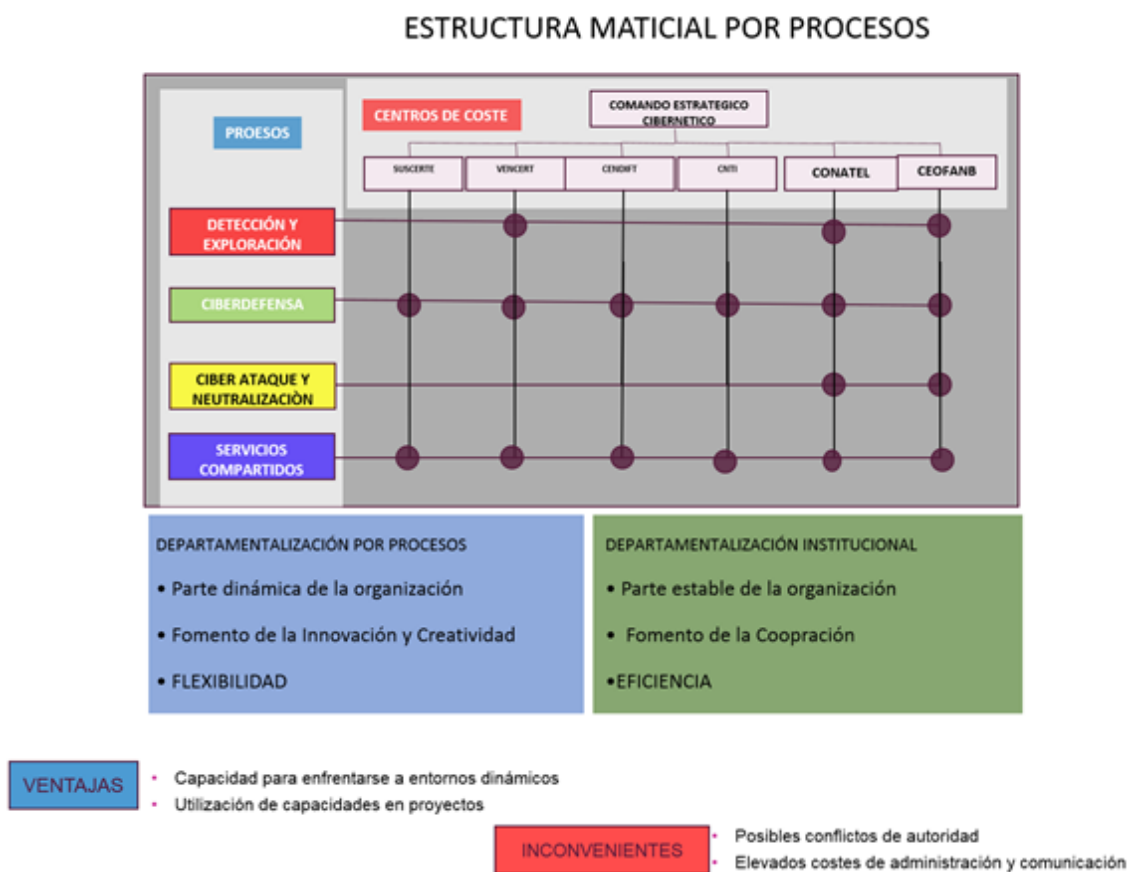 ESTRUCTURA MATICIAL POR PROCESOS
PROESOS
CENTROS DE COSTE
COMANDO ESTRATEGICO
CIBERNETICO
SUSCERTE
VENCERT
CENDIFT
CNTI
CONATEL
CEOFANB
DETECCIÓN Y
EXPLORACIÓN
CIBERDEFENSA
CIBER ATAQUE Y
NEUTRALIZACIÒN
SERVICIOS
COMPARTIDOS
DEPARTAMENTALIZACIÓN POR PROCESOS
• Parte dinámica de la organización
• Fomento de la Innovación y Creatividad
• FLEXIBILIDAD
DEPARTAMENTALIZACIÓN INSTITUCIONAL
• Parte estable de la organización
• Fomento de la Coopración
•EFICIENCIA
VENTAJAS
• Capacidad para enfrentarse a entornos dinámicos
• Utilización de capacidades en proyectos
INCONVENIENTES
• Posibles conflictos de autoridad
• Elevados costes de administración y comunicación